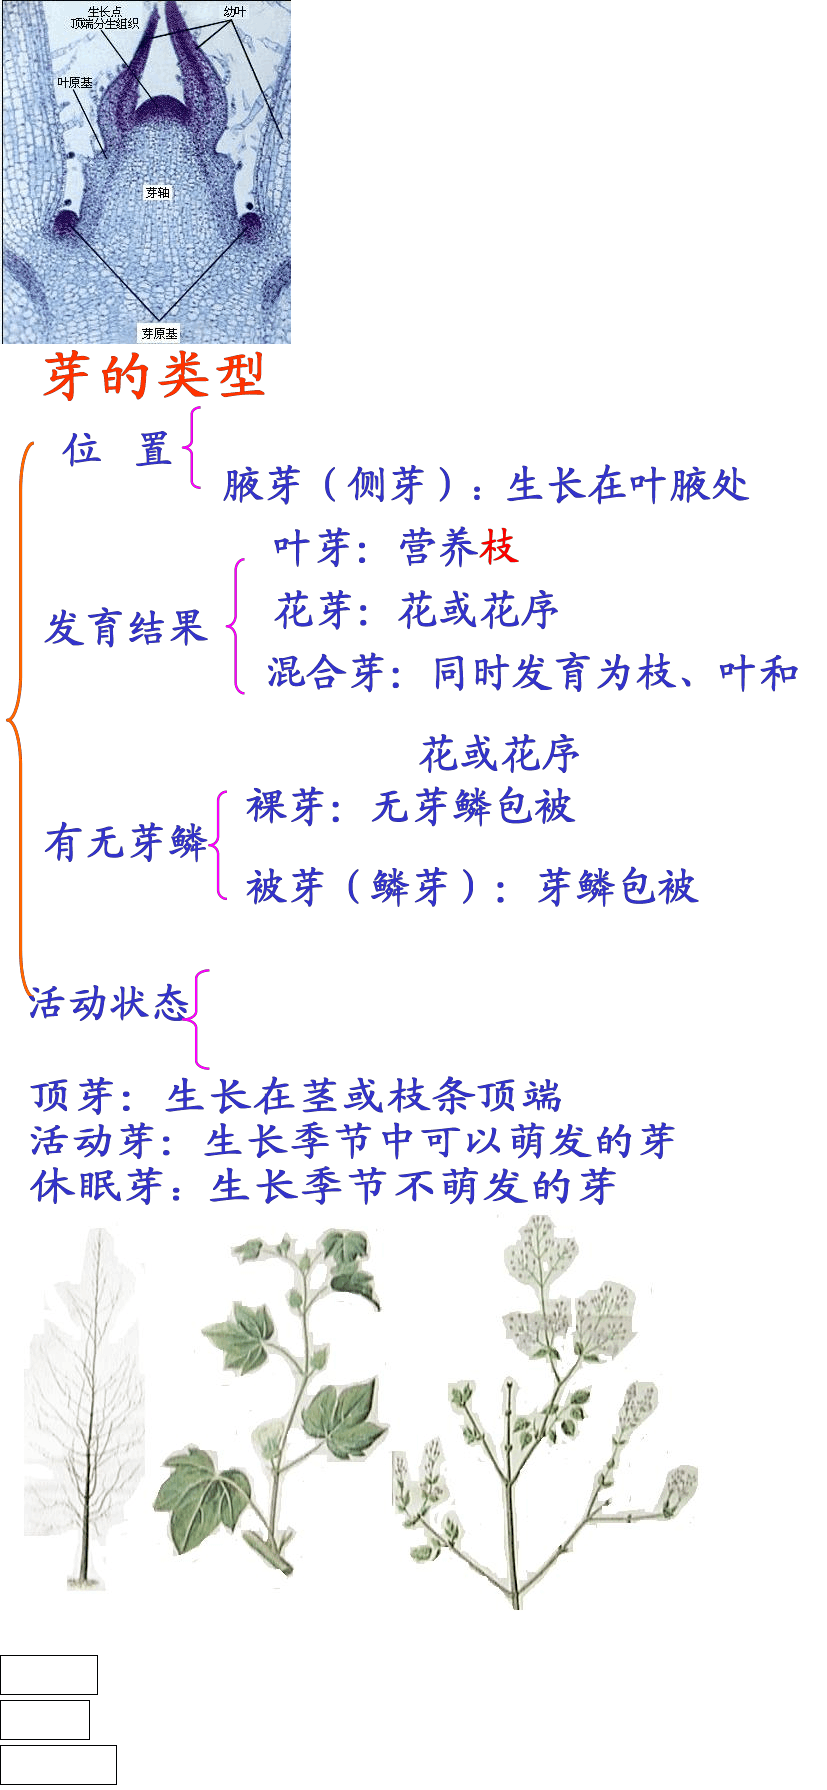 生长点
顶端分生组织
幼叶
叶原基
芽轴
芽原基
芽的类型
位 置
腋芽（侧芽）：生长在叶腋处
叶芽：营养枝
发育结果
花芽：花或花序
混合芽：同时发育为枝、叶和
花或花序
有无芽鳞
裸芽：无芽鳞包被
被芽（鳞芽）：芽鳞包被
活动状态
顶芽：生长在茎或枝条顶端
活动芽：生长季节中可以萌发的芽
休眠芽：生长季节不萌发的芽